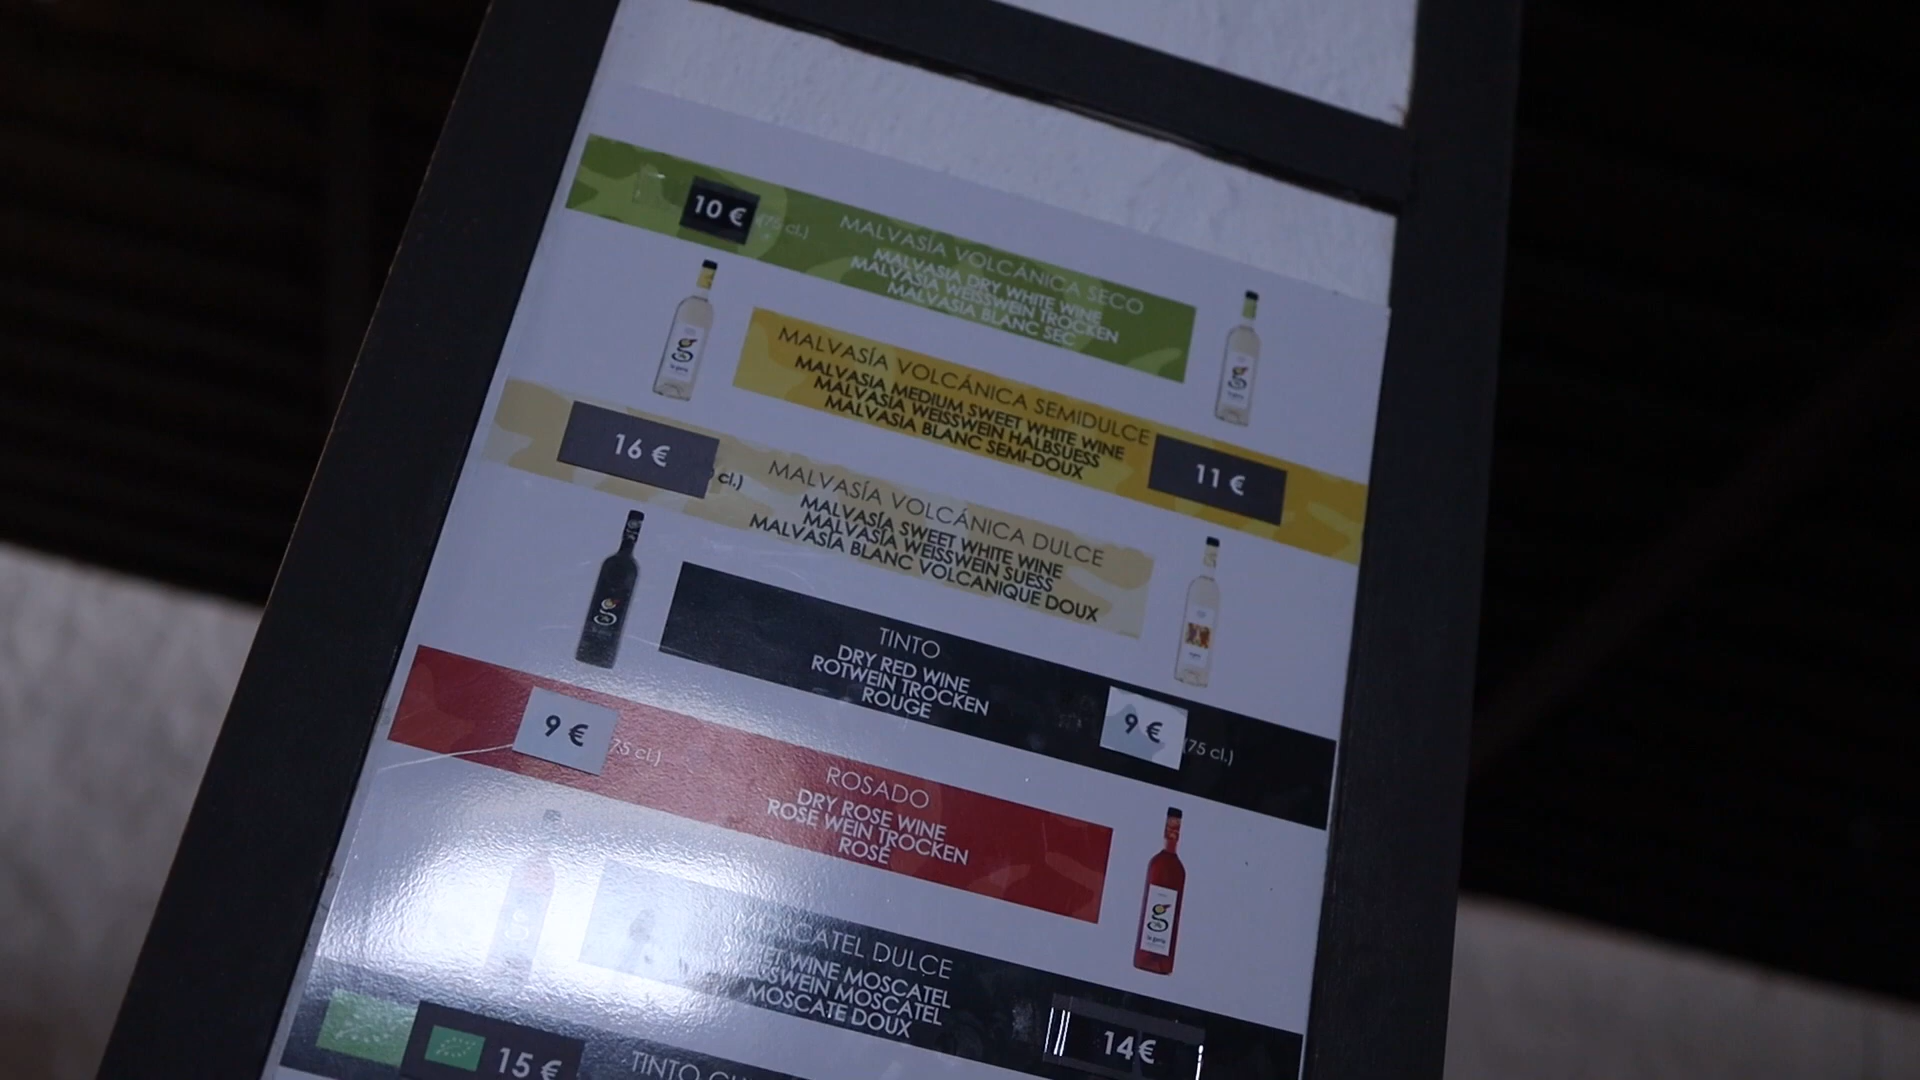 10 € (75 cl.)
MALVASÍA VOLCÁNICA SECO
MALVASIA DRY WHITE WINE
MALVASIA WEISSWEIN TROCKEN
MALVASIA BLANC SEC
MALVASÍA VOLCÁNICA SEMIDULCE
MALVASIA MEDIUM SWEET WHITE WINE
MALVASIA WEISSWEIN HALBSUESS
MALVASIA BLANC SEMI-DOUX
11 €
16 € cl.)
MALVASÍA VOLCÁNICA DULCE
MALVASÍA SWEET WHITE WINE
MALVASÍA WEISSWEIN SUESS
MALVASÍA BLANC VOLCANIQUE DOUX
TINTO
DRY RED WINE
ROTWEIN TROCKEN
ROUGE
9 € (75 cl.)
9 € 75 cl.)
ROSADO
DRY ROSE WINE
ROSE WEIN TROCKEN
ROSÉ
la geria
MOSCATEL DULCE
WINE MOSCATEL
MOSCATEL
MOSCATE DOUX
14€
15 €
TINTO